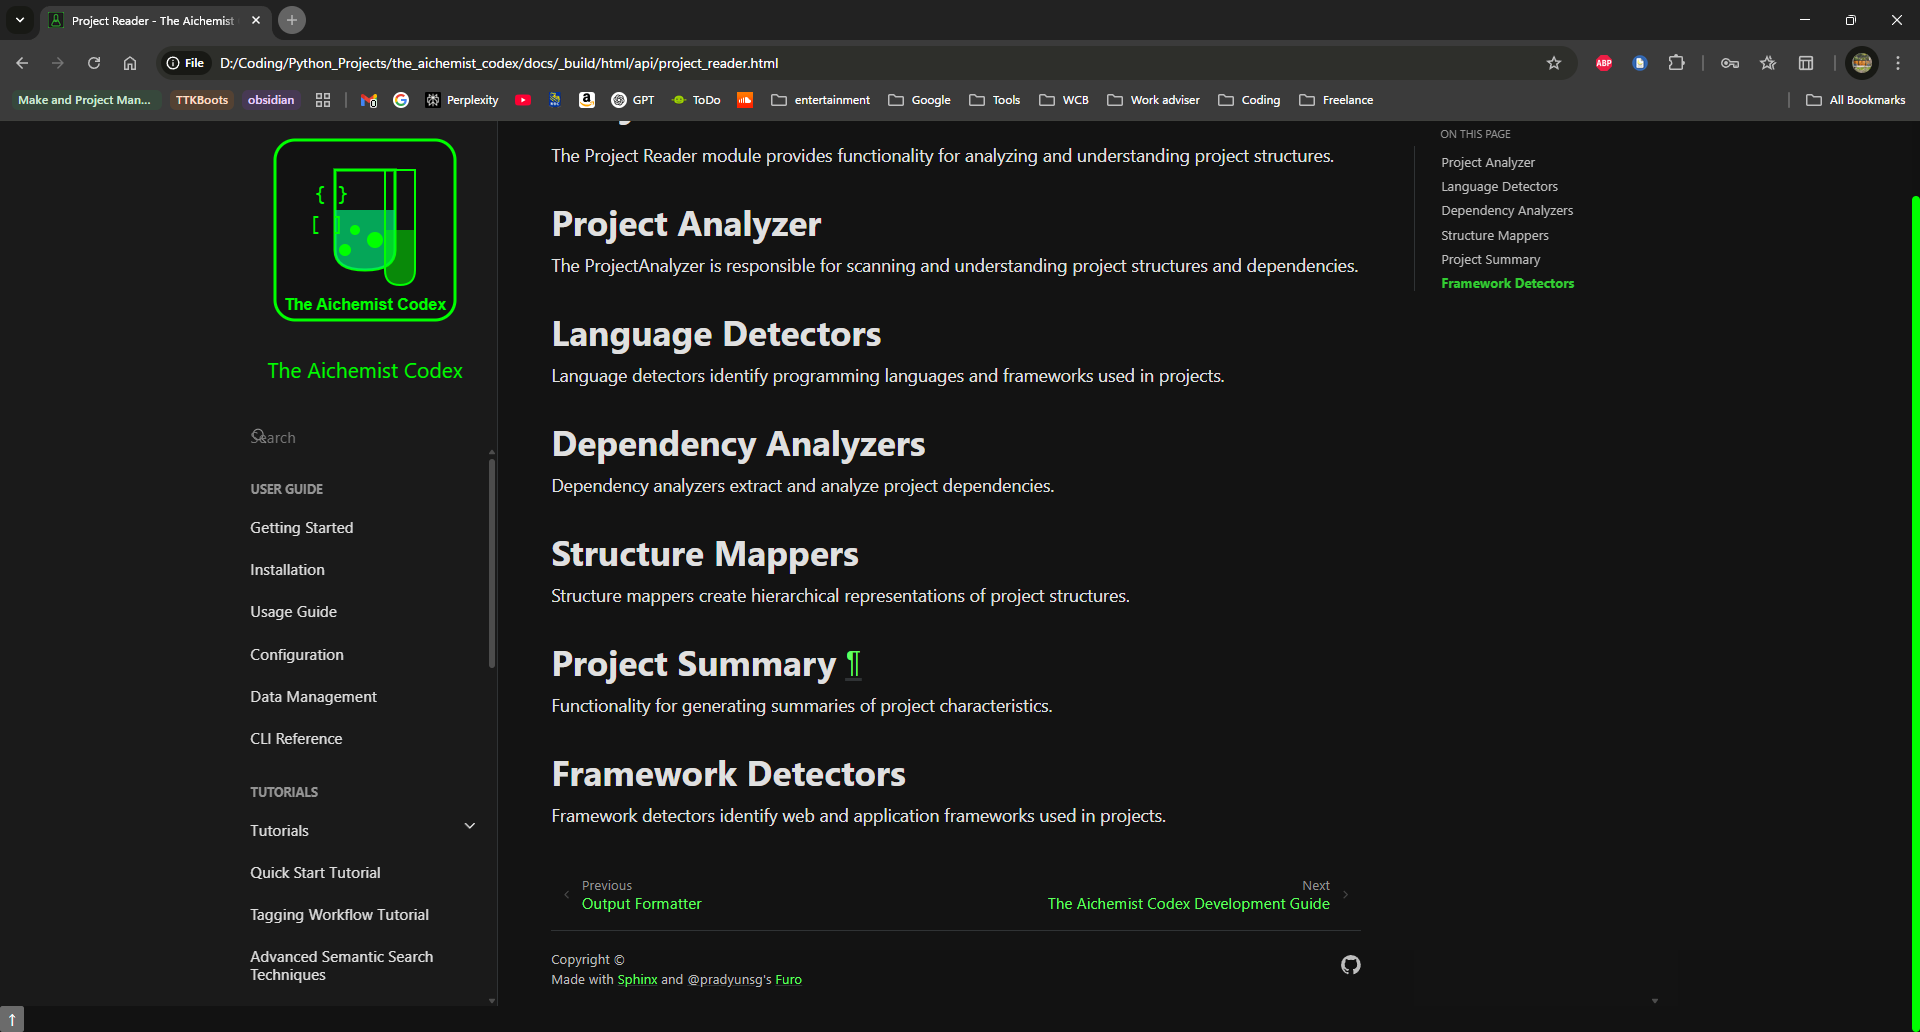 Project Reader - The Aichemist
File
D:/Coding/Python_Projects/the_aichemist_codex/docs/_build/html/api/project_reader.html
ABP
Make and Project Man...
TTKBoots
obsidian
Perplexity
GPT
ToDo
entertainment
Google
Tools
WCB
Work adviser
Coding
Freelance
All Bookmarks
{ }
[ ]
The Aichemist Codex
The Aichemist Codex
Search
USER GUIDE
Getting Started
Installation
Usage Guide
Configuration
Data Management
CLI Reference
TUTORIALS
Tutorials
Quick Start Tutorial
Tagging Workflow Tutorial
Advanced Semantic Search
Techniques
The Project Reader module provides functionality for analyzing and understanding project structures.
Project Analyzer
The ProjectAnalyzer is responsible for scanning and understanding project structures and dependencies.
Language Detectors
Language detectors identify programming languages and frameworks used in projects.
Dependency Analyzers
Dependency analyzers extract and analyze project dependencies.
Structure Mappers
Structure mappers create hierarchical representations of project structures.
Project Summary ¶
Functionality for generating summaries of project characteristics.
Framework Detectors
Framework detectors identify web and application frameworks used in projects.
Previous
Output Formatter
Next
The Aichemist Codex Development Guide
Copyright ©
Made with Sphinx and @pradyunsg's Furo
ON THIS PAGE
Project Analyzer
Language Detectors
Dependency Analyzers
Structure Mappers
Project Summary
Framework Detectors